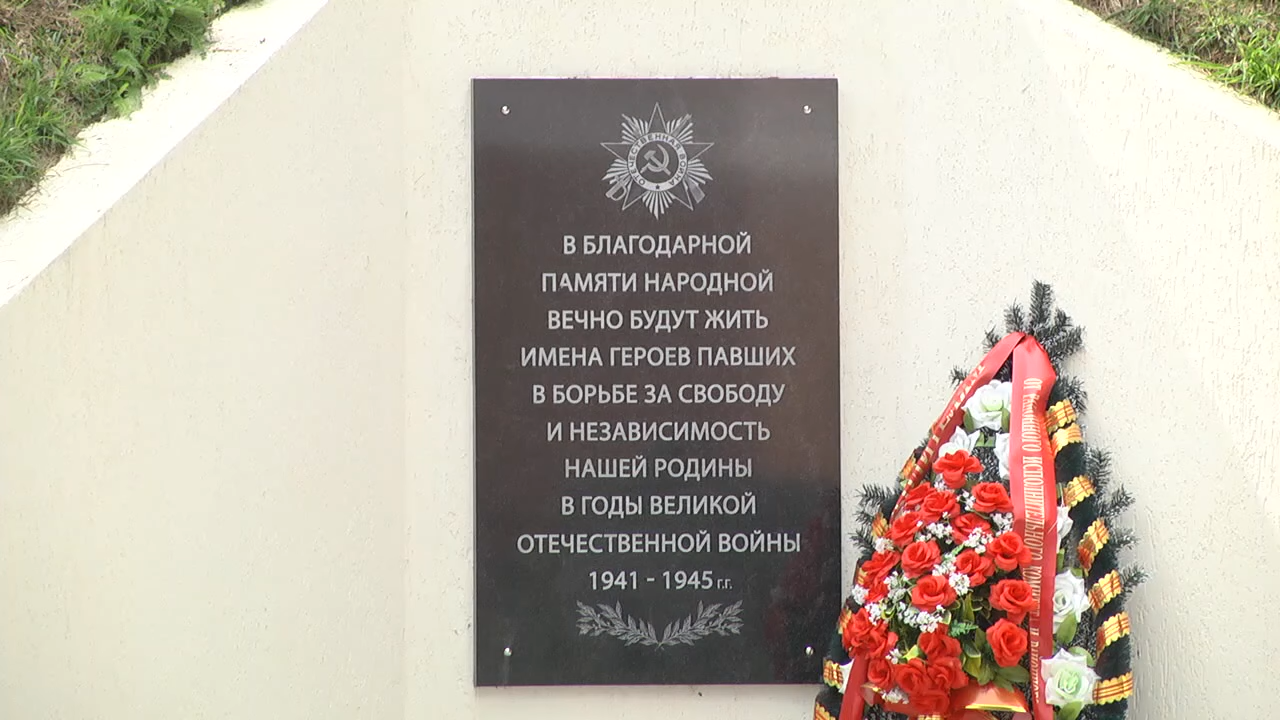 ОТЕЧЕСТВЕННАЯ ВОЙНА
В БЛАГОДАРНОЙ
ПАМЯТИ НАРОДНОЙ
ВЕЧНО БУДУТ ЖИТЬ
ИМЕНА ГЕРОЕВ ПАВШИХ
В БОРЬБЕ ЗА СВОБОДУ
И НЕЗАВИСИМОСТЬ
НАШЕЙ РОДИНЫ
В ГОДЫ ВЕЛИКОЙ
ОТЕЧЕСТВЕННОЙ ВОЙНЫ
1941 - 1945 г.г.
ОТ ИСПОЛНИТЕЛЬНОГО И